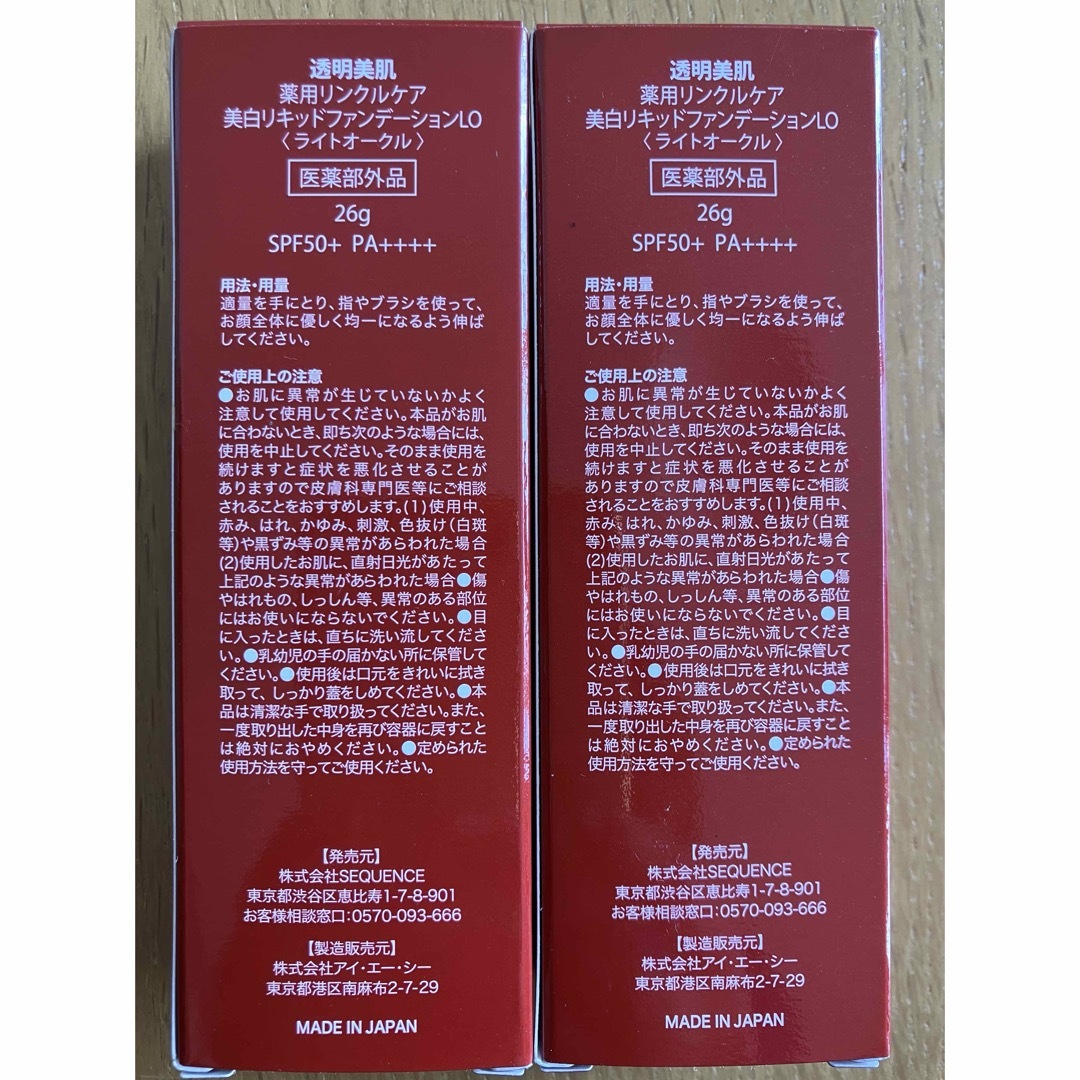 透明美肌
薬用リンクルケア
美白リキッドファンデーションLO
〈ライトオークル〉
医薬部外品
26g
SPF50+ PA++++
用法・用量
適量を手にとり、指やブラシを使って、
お顔全体に優しく均一になるよう伸ば
してください。
ご使用上の注意
●お肌に異常が生じていないかよく
注意して使用してください。本品がお肌
に合わないとき、即ち次のような場合には、
使用を中止してください。そのまま使用を
続けますと症状を悪化させることが
ありますので皮膚科専門医等にご相談
されることをおすすめします。(1)使用中、
赤み、はれ、かゆみ、刺激、色抜け(白斑
等)や黒ずみ等の異常があらわれた場合
(2)使用したお肌に、直射日光があたって
上記のような異常があらわれた場合●傷
やはれもの、しっしん等、異常のある部位
にはお使いにならないでください。●目
に入ったときは、直ちに洗い流してくださ
い。●乳幼児の手の届かない所に保管して
ください。●使用後は口元をきれいに拭き
取って、しっかり蓋をしめてください。●本
品は清潔な手で取り扱ってください。また、
一度取り出した中身を再び容器に戻すこと
は絶対におやめください。●定められた
使用方法を守ってご使用ください。
【発売元】
株式会社SEQUENCE
東京都渋谷区恵比寿1-7-8-901
お客様相談窓口:0570-093-666
【製造販売元】
株式会社アイ・エー・シー
東京都港区南麻布2-7-29
MADE IN JAPAN
透明美肌
薬用リンクルケア
美白リキッドファンデーションLO
〈ライトオークル〉
医薬部外品
26g
SPF50+ PA++++
用法・用量
適量を手にとり、指やブラシを使って、
お顔全体に優しく均一になるよう伸ば
してください。
ご使用上の注意
●お肌に異常が生じていないかよく
注意して使用してください。本品がお肌
に合わないとき、即ち次のような場合には、
使用を中止してください。そのまま使用を
続けますと症状を悪化させることが
ありますので皮膚科専門医等にご相談
されることをおすすめします。(1)使用中、
赤み、はれ、かゆみ、刺激、色抜け(白斑
等)や黒ずみ等の異常があらわれた場合
(2)使用したお肌に、直射日光があたって
上記のような異常があらわれた場合●傷
やはれもの、しっしん等、異常のある部位
にはお使いにならないでください。●目
に入ったときは、直ちに洗い流してくださ
い。●乳幼児の手の届かない所に保管して
ください。●使用後は口元をきれいに拭き
取って、しっかり蓋をしめてください。●本
品は清潔な手で取り扱ってください。また、
一度取り出した中身を再び容器に戻すこと
は絶対におやめください。●定められた
使用方法を守ってご使用ください。
【発売元】
株式会社SEQUENCE
東京都渋谷区恵比寿1-7-8-901
お客様相談窓口:0570-093-666
【製造販売元】
株式会社アイ・エー・シー
東京都港区南麻布2-7-29
MADE IN JAPAN